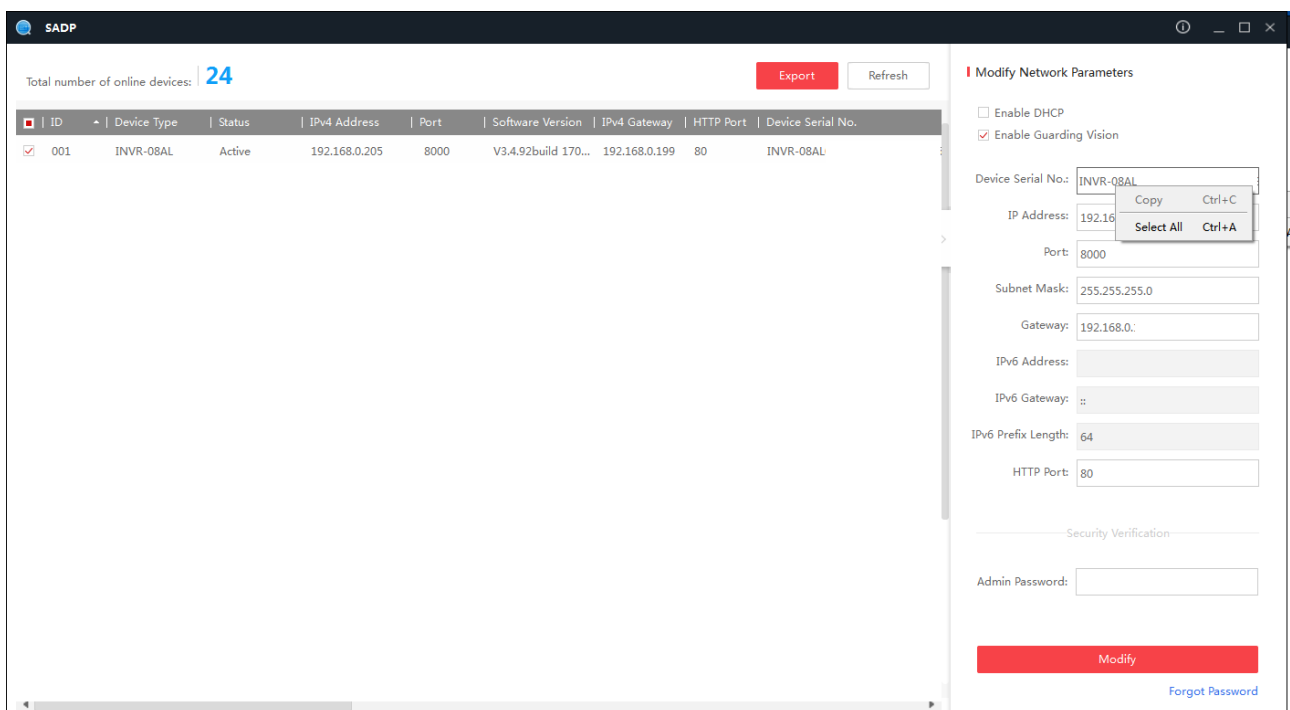 SADP
Total number of online devices: 24
Export
Refresh
ID | Device Type | Status | IPv4 Address | Port | Software Version | IPv4 Gateway | HTTP Port | Device Serial No.
001 INVR-08AL Active 192.168.0.205 8000 V3.4.92build 170... 192.168.0.199 80 INVR-08AL
Modify Network Parameters
Enable DHCP
Enable Guarding Vision
Device Serial No.: INVR-08AL
Copy Ctrl+C
IP Address: 192.16
Select All Ctrl+A
Port: 8000
Subnet Mask: 255.255.255.0
Gateway: 192.168.0.
IPv6 Address:
IPv6 Gateway: ::
IPv6 Prefix Length: 64
HTTP Port: 80
Security Verification
Admin Password:
Modify
Forgot Password